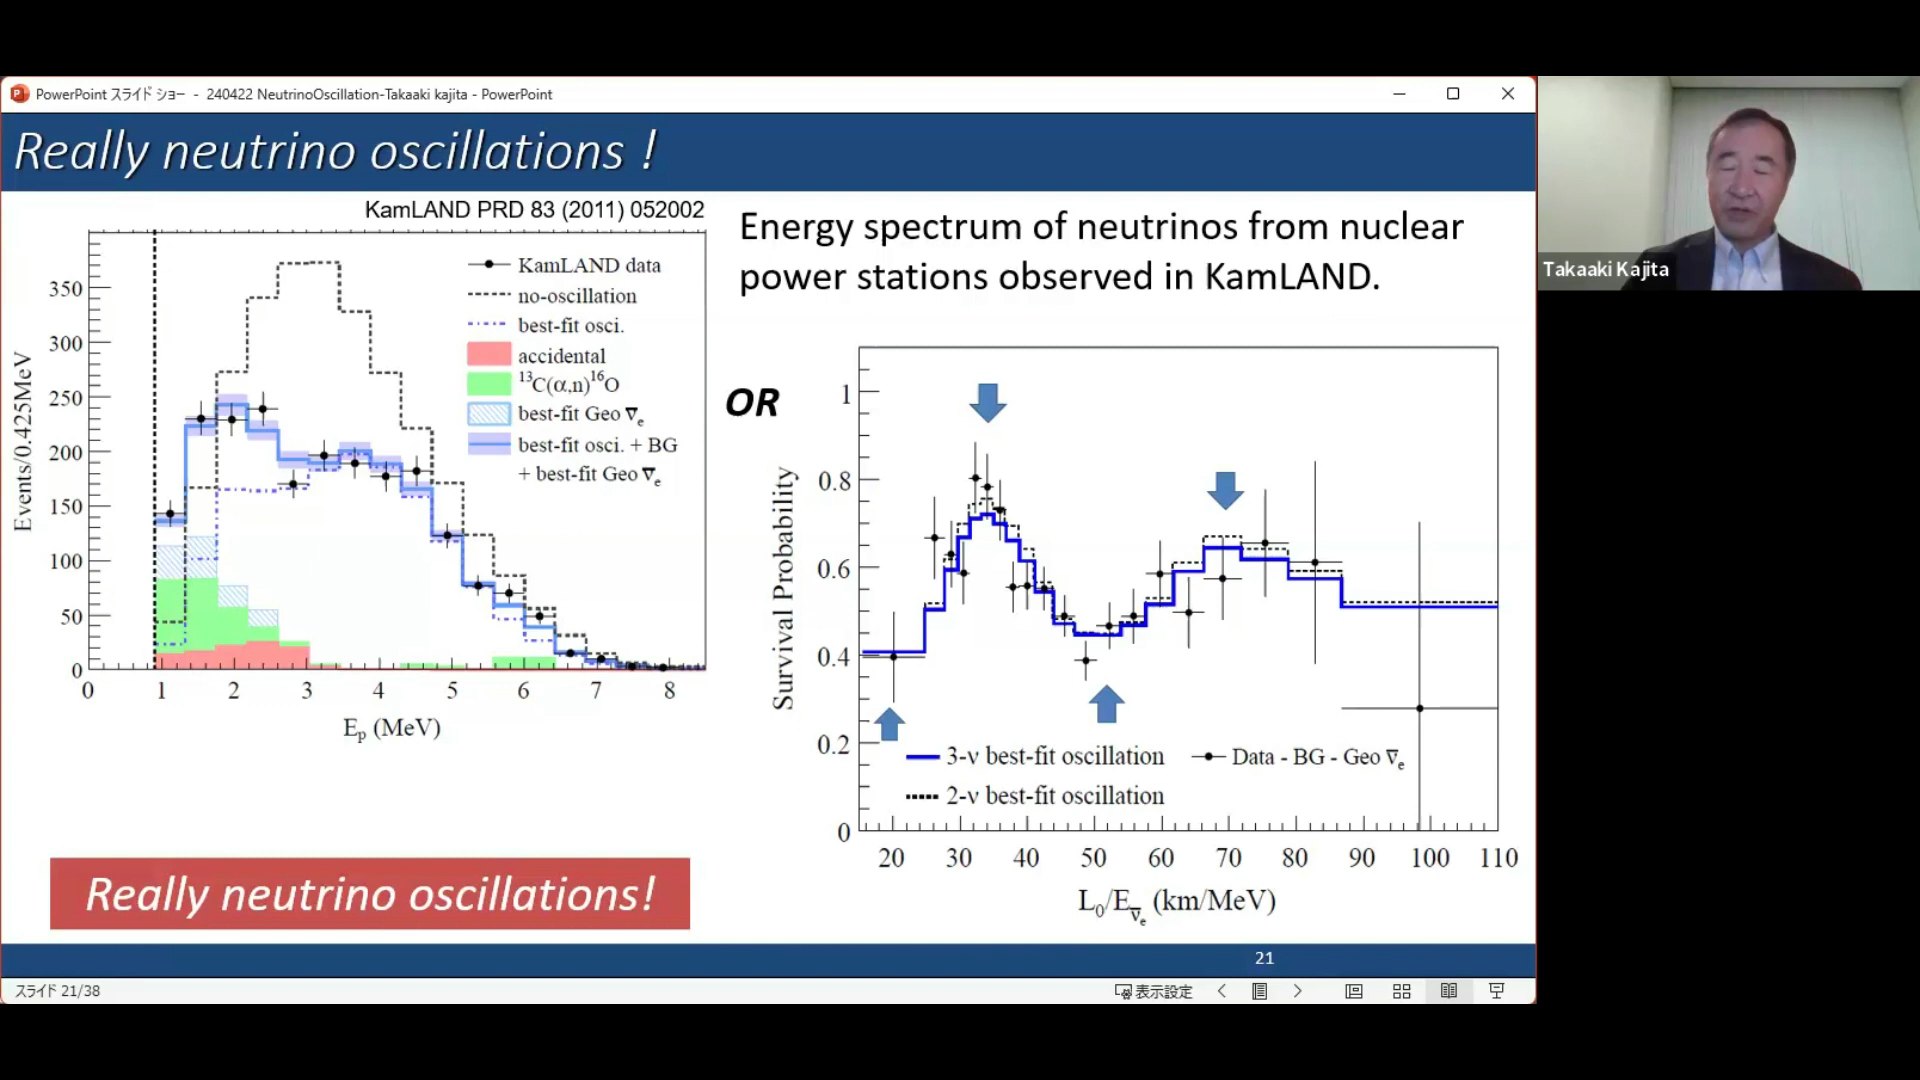 PowerPoint スライド ショー - 240422 NeutrinoOscillation-Takaaki kajita - PowerPoint
Really neutrino oscillations !
KamLAND PRD 83 (2011) 052002
Events/0.425MeV
350
300
250
200
150
100
50
0
KamLAND data
no-oscillation
best-fit osci.
accidental
¹³C(α,n)¹⁶O
best-fit Geo ν̅ₑ
best-fit osci. + BG
+ best-fit Geo ν̅ₑ
0 1 2 3 4 5 6 7 8
Eₚ (MeV)
Energy spectrum of neutrinos from nuclear
power stations observed in KamLAND.
OR
Survival Probability
1
0.8
0.6
0.4
0.2
0
3-ν best-fit oscillation
Data - BG - Geo ν̅ₑ
2-ν best-fit oscillation
20 30 40 50 60 70 80 90 100 110
L₀/E_ν̅ₑ (km/MeV)
Really neutrino oscillations!
21
スライド 21/38
表示設定
Takaaki Kajita